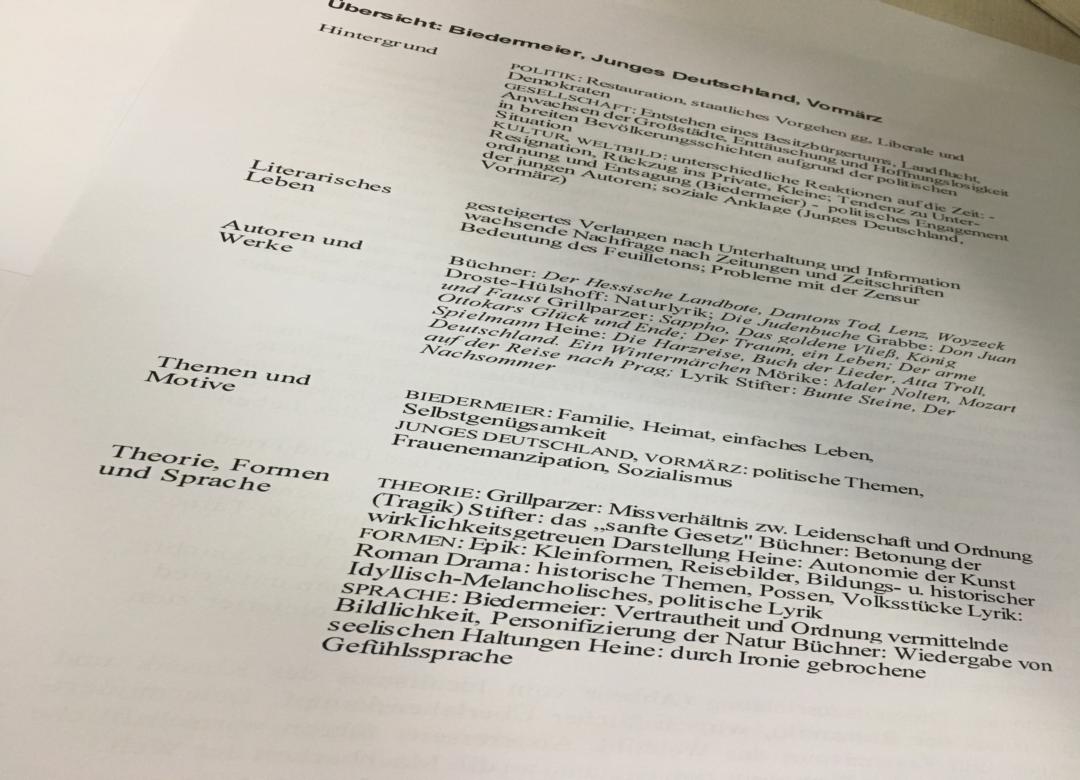 Übersicht: Biedermeier, Junges Deutschland, Vormärz
Hintergrund
POLITIK: Restauration, staatliches Vorgehen gg. Liberale und
Demokraten
GESELLSCHAFT: Entstehen eines Besitzbürgertums, Landflucht,
Anwachsen der Großstädte, Enttäuschung und Hoffnungslosigkeit
in breiten Bevölkerungsschichten aufgrund der politischen
Situation
KULTUR, WELTBILD: unterschiedliche Reaktionen auf die Zeit: -
Resignation, Rückzug ins Private, Kleine; Tendenz zu Unter-
ordnung und Entsagung (Biedermeier) - politisches Engagement
der jungen Autoren; soziale Anklage (Junges Deutschland,
Vormärz)
Literarisches
Leben
gesteigertes Verlangen nach Unterhaltung und Information
wachsende Nachfrage nach Zeitungen und Zeitschriften
Bedeutung des Feuilletons; Probleme mit der Zensur
Autoren und
Werke
Büchner: Der Hessische Landbote, Dantons Tod, Lenz, Woyzeck
Droste-Hülshoff: Naturlyrik; Die Judenbuche Grabbe: Don Juan
und Faust Grillparzer: Sappho, Das goldene Vließ, König
Ottokars Glück und Ende; Der Traum, ein Leben; Der arme
Spielmann Heine: Die Harzreise, Buch der Lieder, Atta Troll,
Deutschland. Ein Wintermärchen Mörike: Maler Nolten, Mozart
auf der Reise nach Prag; Lyrik Stifter: Bunte Steine, Der
Nachsommer
Themen und
Motive
BIEDERMEIER: Familie, Heimat, einfaches Leben,
Selbstgenügsamkeit
JUNGES DEUTSCHLAND, VORMÄRZ: politische Themen,
Frauenemanzipation, Sozialismus
Theorie, Formen
und Sprache
THEORIE: Grillparzer: Missverhältnis zw. Leidenschaft und Ordnung
(Tragik) Stifter: das „sanfte Gesetz" Büchner: Betonung der
wirklichkeitsgetreuen Darstellung Heine: Autonomie der Kunst
FORMEN: Epik: Kleinformen, Reisebilder, Bildungs- u. historischer
Roman Drama: historische Themen, Possen, Volksstücke Lyrik:
Idyllisch-Melancholisches, politische Lyrik
SPRACHE: Biedermeier: Vertrautheit und Ordnung vermittelnde
Bildlichkeit, Personifizierung der Natur Büchner: Wiedergabe von
seelischen Haltungen Heine: durch Ironie gebrochene
Gefühlssprache